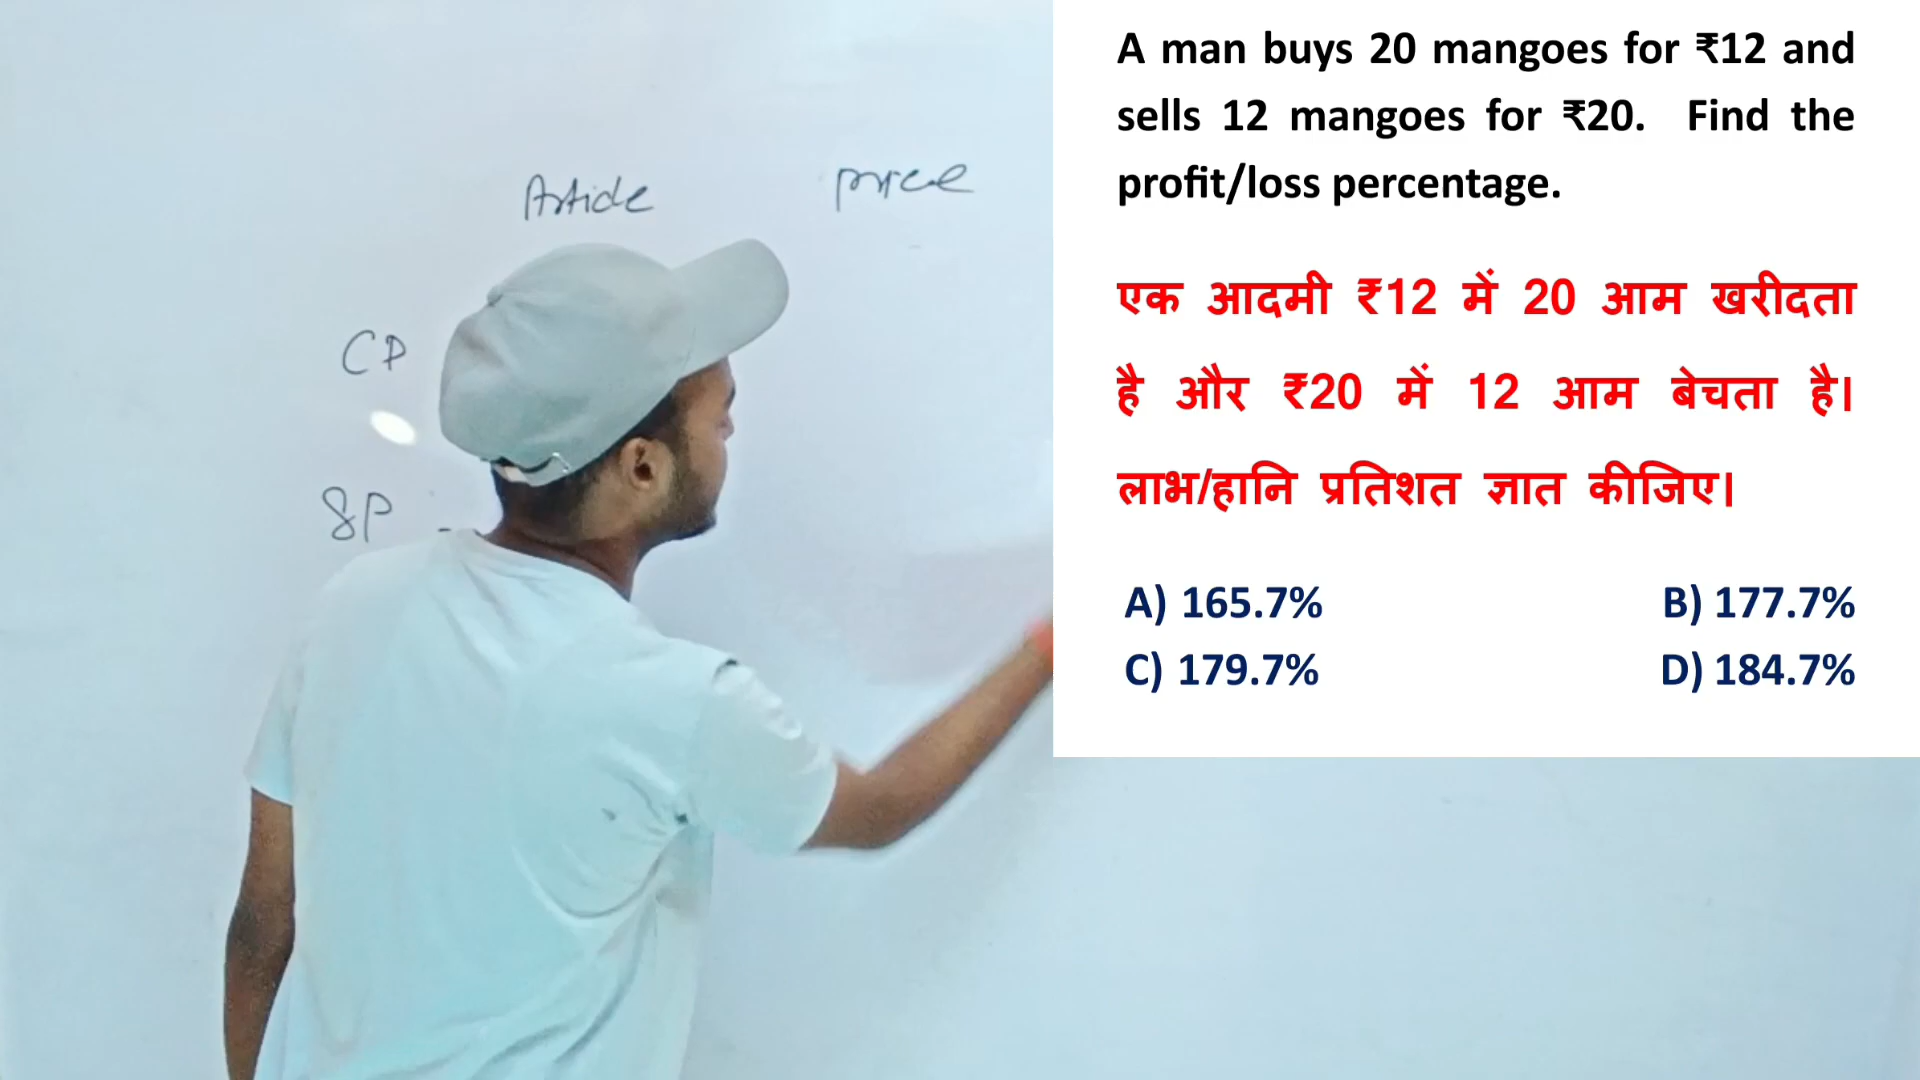 Article price
CP
SP -
A man buys 20 mangoes for ₹12 and
sells 12 mangoes for ₹20. Find the
profit/loss percentage.
एक आदमी ₹12 में 20 आम खरीदता
है और ₹20 में 12 आम बेचता है।
लाभ/हानि प्रतिशत ज्ञात कीजिए।
A) 165.7% B) 177.7%
C) 179.7% D) 184.7%